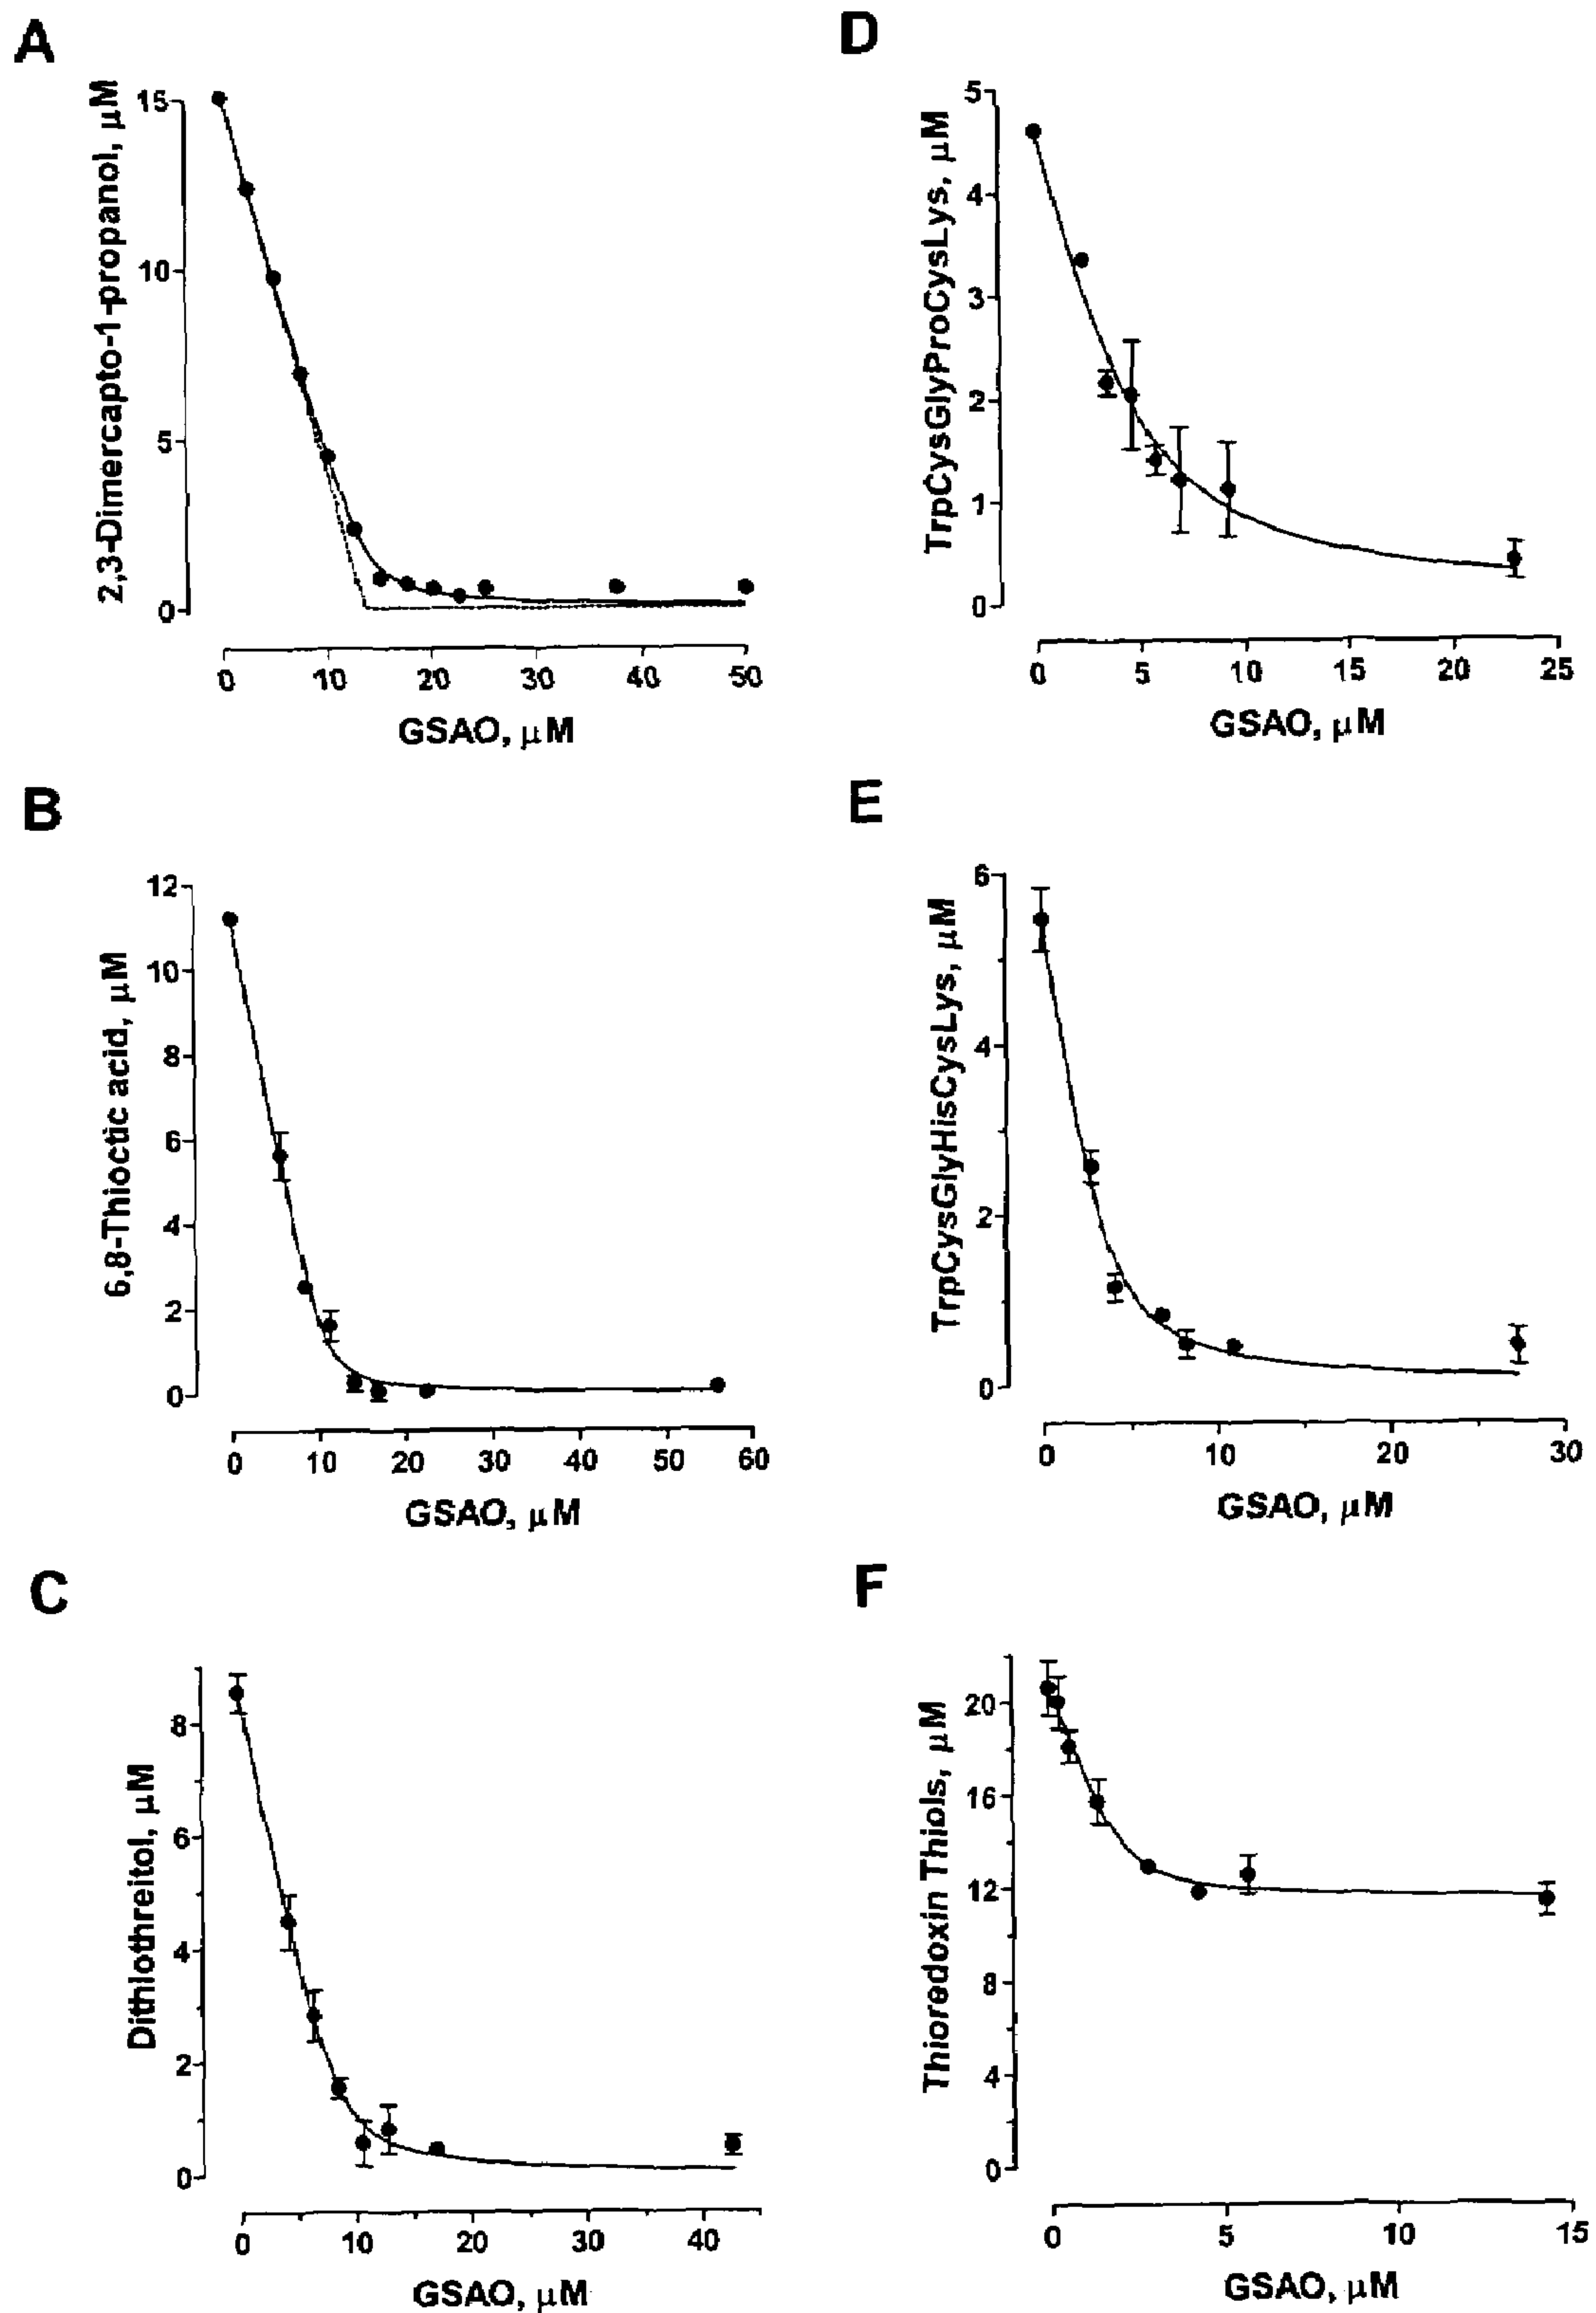 A
2,3-Dimercapto-1-propanol, μM
15
10
5
0
0 10 20 30 40 50
GSAO, μM
B
6,8-Thioctic acid, μM
12
10
8
6
4
2
0
0 10 20 30 40 50 60
GSAO, μM
C
Dithiothreitol, μM
8
6
4
2
0
0 10 20 30 40
GSAO, μM
D
TrpCysGlyProCysLys, μM
5
4
3
2
1
0
0 5 10 15 20 25
GSAO, μM
E
TrpCysGlyHisCysLys, μM
6
4
2
0
0 10 20 30
GSAO, μM
F
Thioredoxin Thiols, μM
20
16
12
8
4
0
0 5 10 15
GSAO, μM